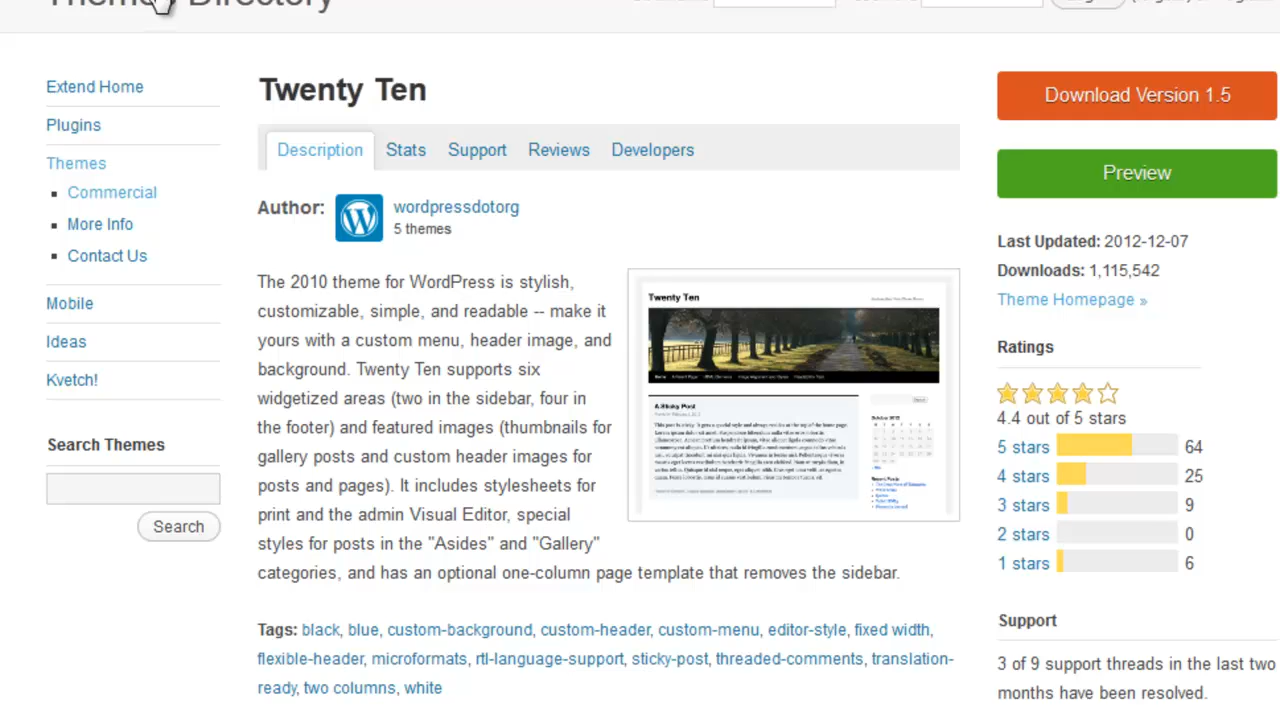 Themes Directory
Extend Home
Plugins
Themes
Commercial
More Info
Contact Us
Mobile
Ideas
Kvetch!
Search Themes
Search
Twenty Ten
Description Stats Support Reviews Developers
Author: wordpressdotorg
5 themes
The 2010 theme for WordPress is stylish,
customizable, simple, and readable -- make it
yours with a custom menu, header image, and
background. Twenty Ten supports six
widgetized areas (two in the sidebar, four in
the footer) and featured images (thumbnails for
gallery posts and custom header images for
posts and pages). It includes stylesheets for
print and the admin Visual Editor, special
styles for posts in the "Asides" and "Gallery"
categories, and has an optional one-column page template that removes the sidebar.
Twenty Ten
A Sticky Post
Tags: black, blue, custom-background, custom-header, custom-menu, editor-style, fixed width,
flexible-header, microformats, rtl-language-support, sticky-post, threaded-comments, translation-
ready, two columns, white
Download Version 1.5
Preview
Last Updated: 2012-12-07
Downloads: 1,115,542
Theme Homepage »
Ratings
4.4 out of 5 stars
5 stars 64
4 stars 25
3 stars 9
2 stars 0
1 stars 6
Support
3 of 9 support threads in the last two
months have been resolved.